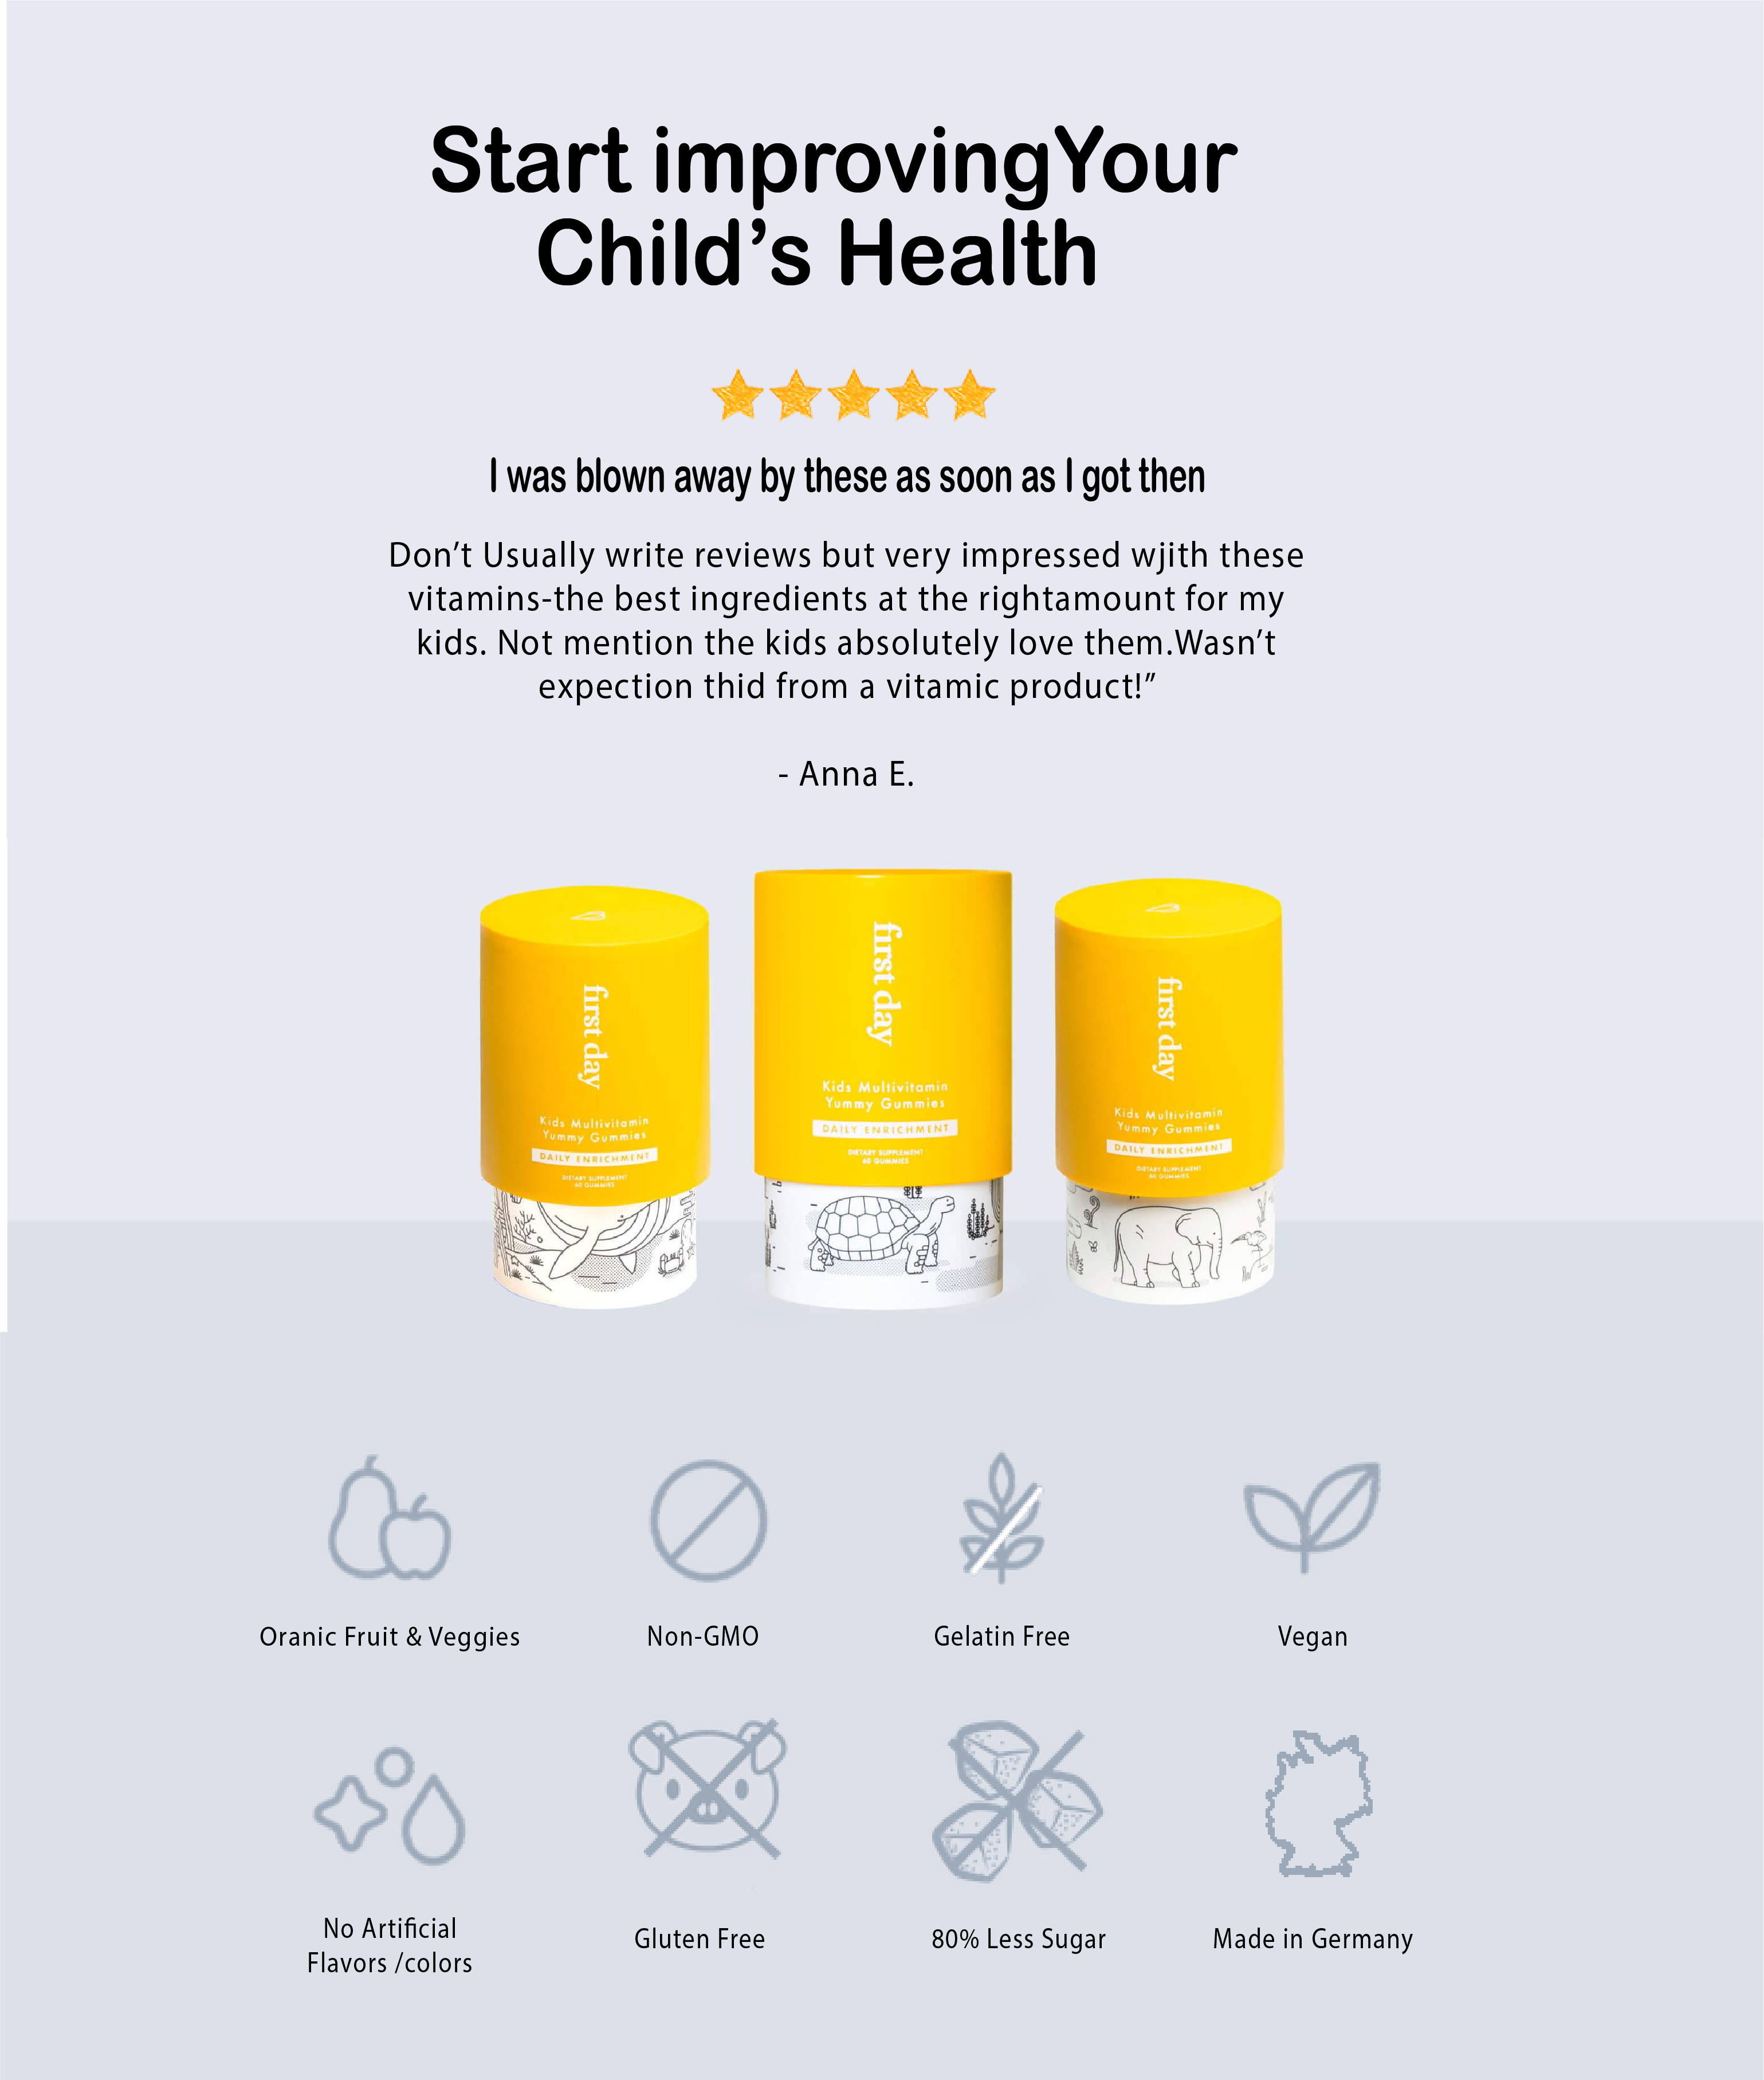 Start improvingYour
Child’s Health
I was blown away by these as soon as I got then
Don’t Usually write reviews but very impressed wjith these
vitamins-the best ingredients at the rightamount for my
kids. Not mention the kids absolutely love them.Wasn’t
expection thid from a vitamic product!”
- Anna E.
first day
Kids Multivitamin
Yummy Gummies
DAILY ENRICHMENT
DIETARY SUPPLEMENT
60 GUMMIES
first day
Kids Multivitamin
Yummy Gummies
DAILY ENRICHMENT
DIETARY SUPPLEMENT
60 GUMMIES
first day
Kids Multivitamin
Yummy Gummies
DAILY ENRICHMENT
DIETARY SUPPLEMENT
60 GUMMIES
Oranic Fruit & Veggies
Non-GMO
Gelatin Free
Vegan
No Artificial
Flavors /colors
Gluten Free
80% Less Sugar
Made in Germany